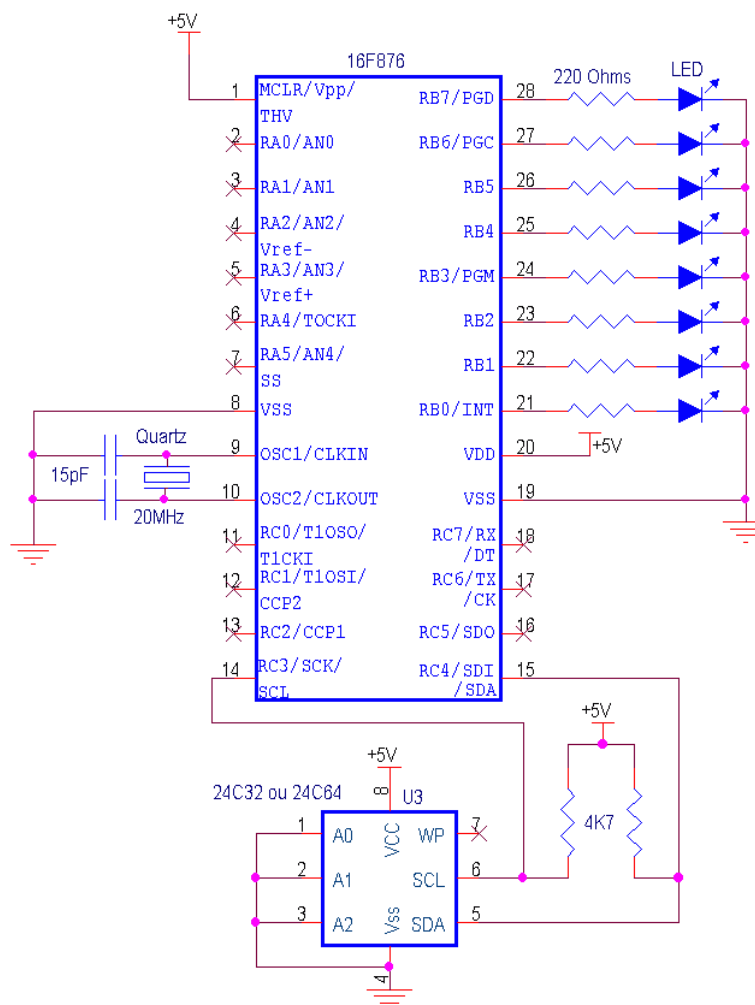 +5V
16F876
220 Ohms
LED
1
MCLR/Vpp/
THV
RB7/PGD
28
2
RA0/AN0
RB6/PGC
27
3
RA1/AN1
RB5
26
4
RA2/AN2/
Vref-
RB4
25
5
RA3/AN3/
Vref+
RB3/PGM
24
6
RA4/TOCKI
RB2
23
7
RA5/AN4/
SS
RB1
22
8
VSS
RB0/INT
21
Quartz
9
OSC1/CLKIN
VDD
20
+5V
15pF
10
OSC2/CLKOUT
VSS
19
20MHz
11
RC0/T1OSO/
T1CKI
RC7/RX
/DT
18
12
RC1/T1OSI/
CCP2
RC6/TX
/CK
17
13
RC2/CCP1
RC5/SDO
16
14
RC3/SCK/
SCL
RC4/SDI
/SDA
15
+5V
+5V
24C32 ou 24C64
8
U3
1
A0
VCC
WP
7
4K7
2
A1
SCL
6
3
A2
Vss
SDA
5
4